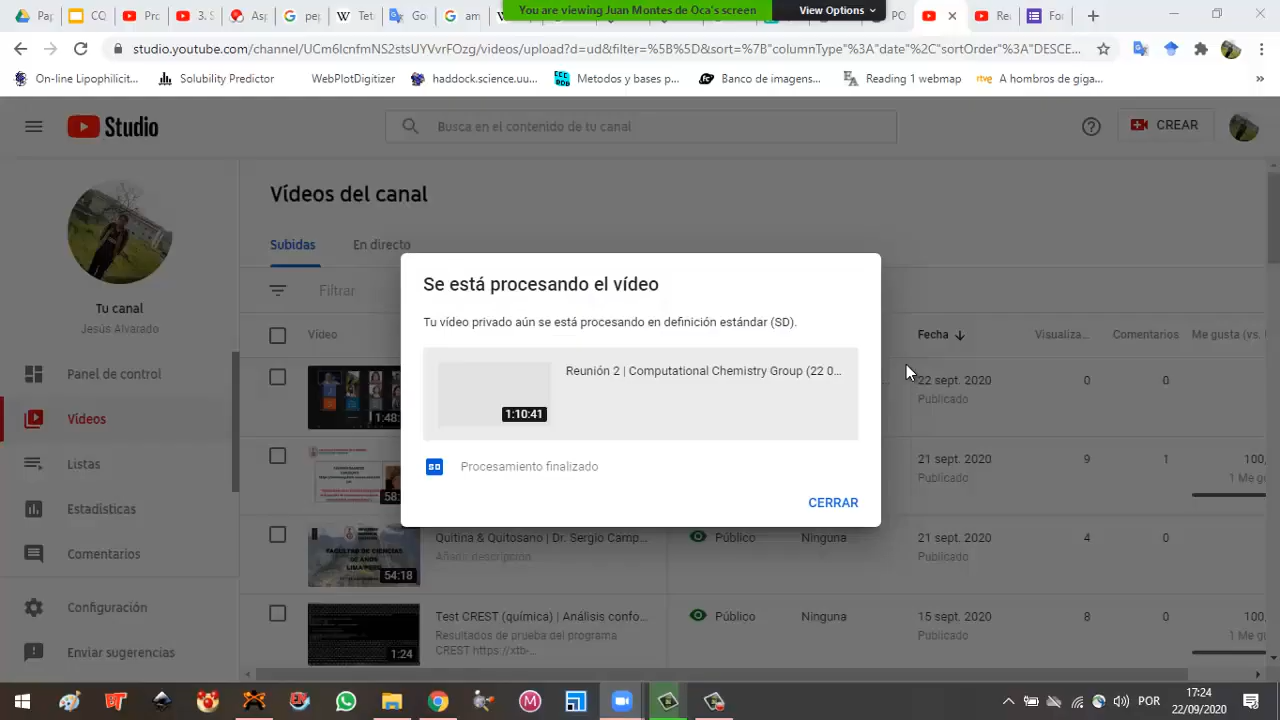 You are viewing Juan Montes de Oca's screen
View Options
studio.youtube.com/channel/UCm6lcnfmNS2stsUYVvrFOzg/videos/upload?d=ud&filter=%5B%5D&sort=%7B"columnType"%3A"date"%2C"sortOrder"%3A"DESCE...
On-line Lipophilicit...
Solubility Predictor
WebPlotDigitizer
haddock.science.uu...
Metodos y bases p...
Banco de imagens...
Reading 1 webmap
A hombros de giga...
»
Studio
Busca en el contenido de tu canal
CREAR
Tu canal
Jesús Alvarado
Panel de control
Vídeos
Listas
Estadísticas
Comentarios
Configuración
Enviar sugerencias
Vídeos del canal
Subidas
En directo
Filtrar
Vídeo
Fecha
Visualiza...
Comentarios
Me gusta (vs.
Se está procesando el vídeo
Tu vídeo privado aún se está procesando en definición estándar (SD).
Reunión 2 | Computational Chemistry Group (22 0...
1:10:41
SD Procesamiento finalizado
CERRAR
22 sept. 2020 0 0
Publicado
21 sept. 2020 9 1 100,
Publicado 1 Me g
FACULTAD DE CIENCIAS
54:18
Quitina & Quitosano | Dr. Sergio Camp...
Añadir descripción
Público Ninguna 21 sept. 2020 4 0
Publicado
1:24
Test CREST (química) | Análisis confo...
Resultados de prueba del programa
CREST https://xtb-...
Público Ninguna 15 sept. 2020 8 0 100,
Publicado 1 Me g
POR
17:24
22/09/2020